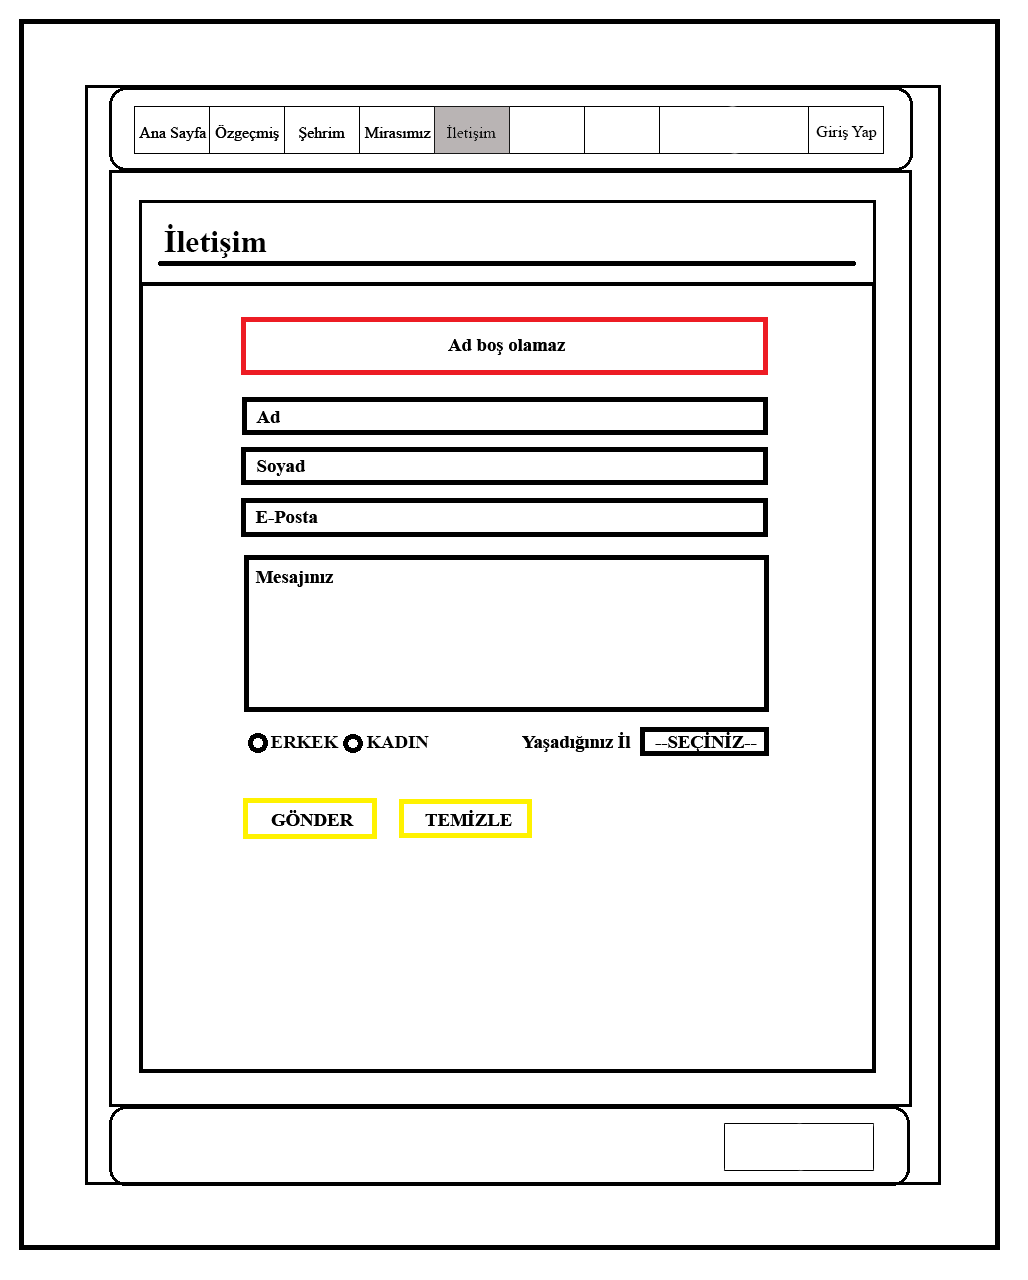 Ana Sayfa Özgeçmiş Şehrim Mirasımız İletişim Giriş Yap
İletişim
Ad boş olamaz
Ad
Soyad
E-Posta
Mesajınız
ERKEK KADIN Yaşadığınız İl --SEÇİNİZ--
GÖNDER TEMİZLE